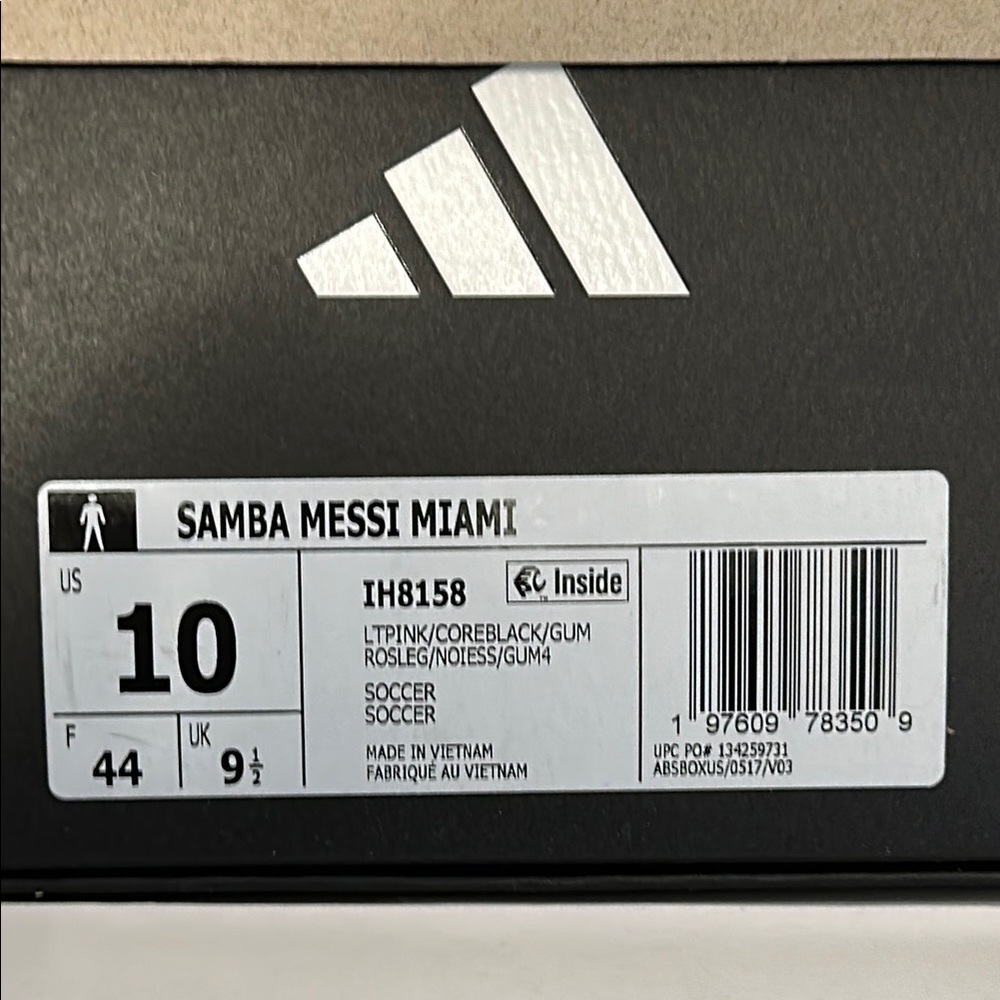 SAMBA MESSI MIAMI
US
10
F
44
UK
9 1/2
IH8158
Inside
LTPINK/COREBLACK/GUM
ROSLEG/NOIESS/GUM4
SOCCER
SOCCER
MADE IN VIETNAM
FABRIQUÉ AU VIETNAM
1 97609 78350 9
UPC PO# 134259731
ABSBOXUS/0517/V03